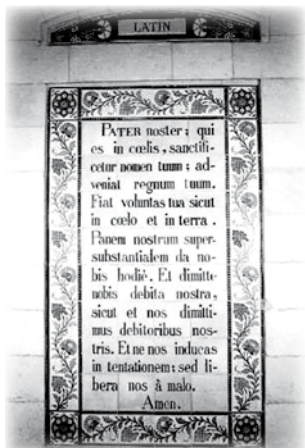 LATIN
PATER noster; qui
es in cœlis, sanctifi-
cetur nomen tuum; ad-
veniat regnum tuum.
Fiat voluntas tua sicut
in cœlo et in terra.
Panem nostrum super-
substantialem da no-
bis hodiè. Et dimitte
nobis debita nostra,
sicut et nos dimitti-
mus debitoribus nos-
tris. Et ne nos inducas
in tentationem; sed li-
bera nos à malo.
Amen.